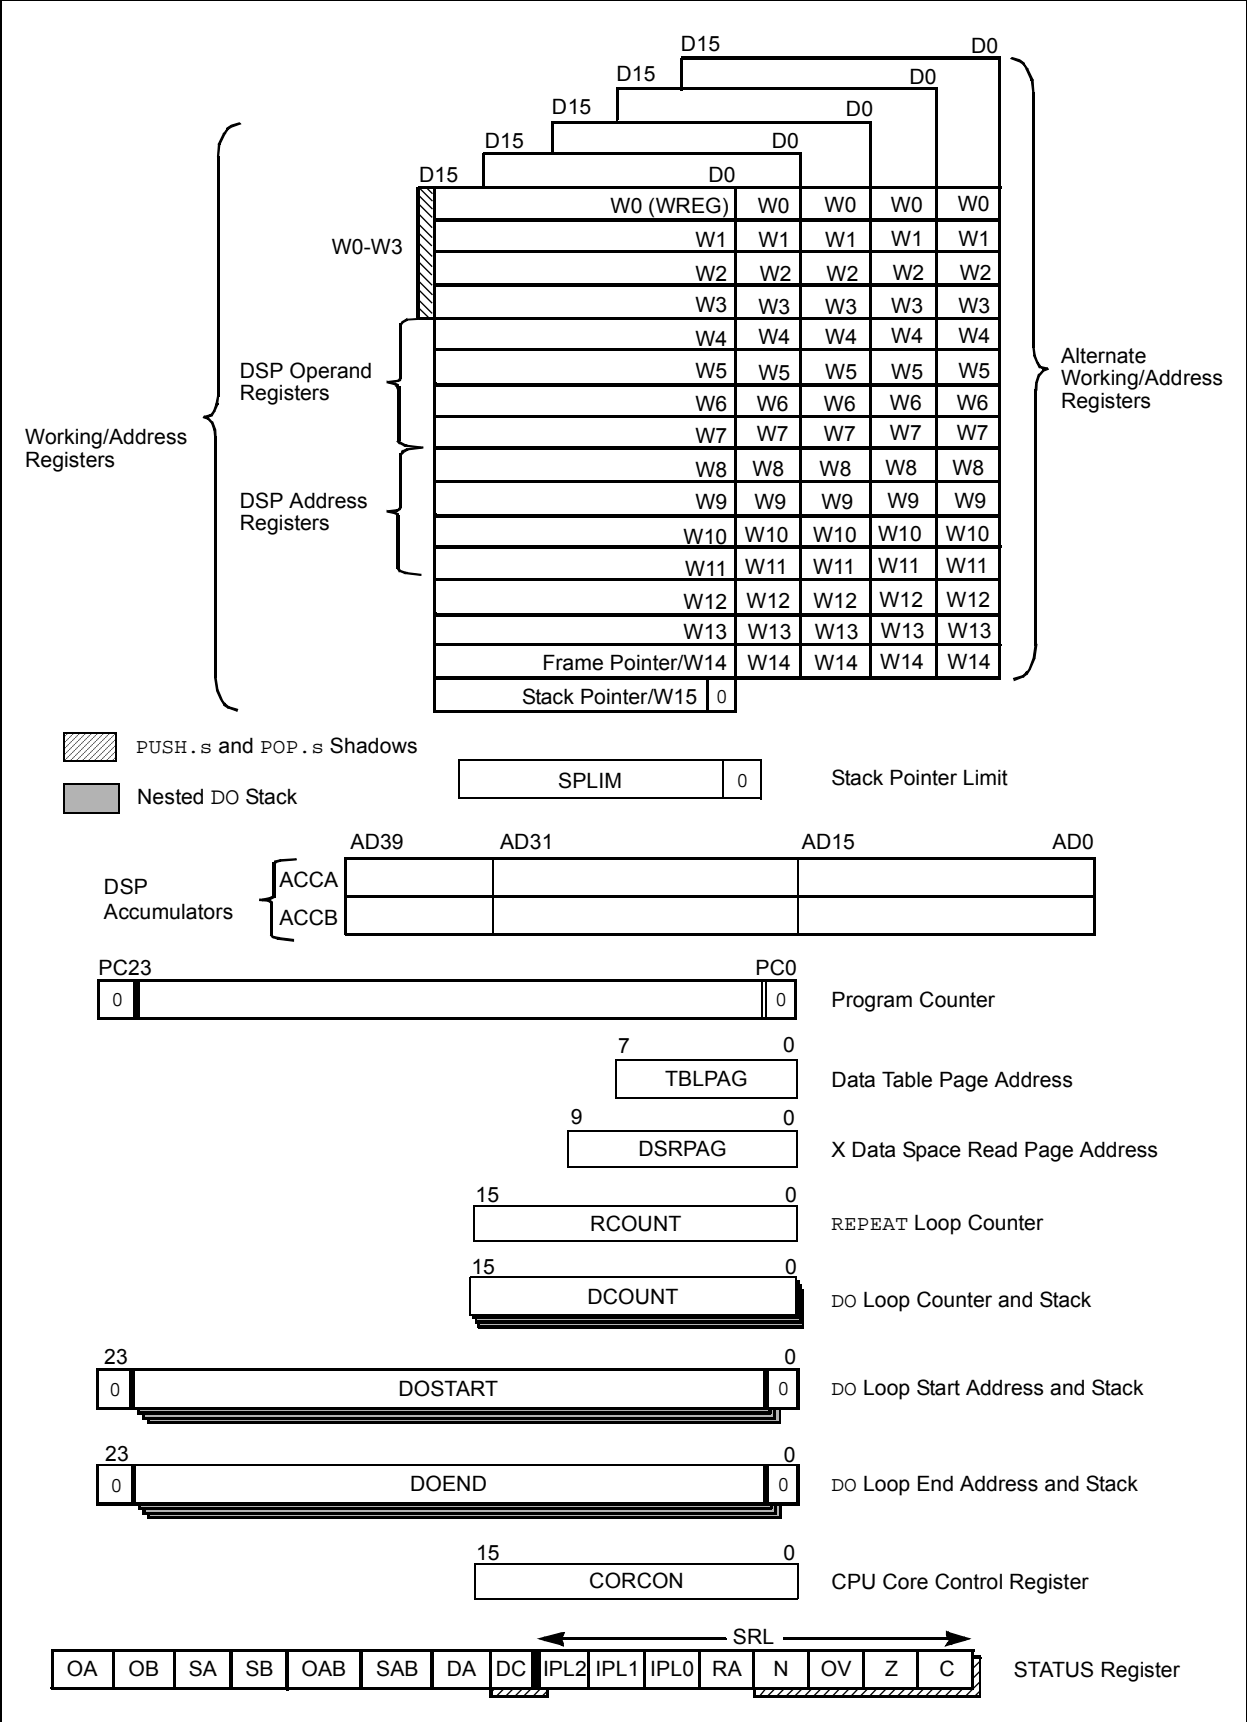 D15 D0
D15 D0
D15 D0
D15 D0
D15 D0
W0 (WREG) W0 W0 W0 W0
W0-W3
W1 W1 W1 W1 W1
W2 W2 W2 W2 W2
W3 W3 W3 W3 W3
W4 W4 W4 W4 W4
DSP Operand
Registers
W5 W5 W5 W5 W5
Alternate
Working/Address
Registers
W6 W6 W6 W6 W6
W7 W7 W7 W7 W7
Working/Address
Registers
W8 W8 W8 W8 W8
DSP Address
Registers
W9 W9 W9 W9 W9
W10 W10 W10 W10 W10
W11 W11 W11 W11 W11
W12 W12 W12 W12 W12
W13 W13 W13 W13 W13
Frame Pointer/W14 W14 W14 W14 W14
Stack Pointer/W15 0
PUSH.s and POP.s Shadows
Nested DO Stack
SPLIM 0 Stack Pointer Limit
AD39 AD31 AD15 AD0
DSP
Accumulators
ACCA
ACCB
PC23 PC0
0 0 Program Counter
7 0
TBLPAG Data Table Page Address
9 0
DSRPAG X Data Space Read Page Address
15 0
RCOUNT REPEAT Loop Counter
15 0
DCOUNT DO Loop Counter and Stack
23 0
0 DOSTART 0 DO Loop Start Address and Stack
23 0
0 DOEND 0 DO Loop End Address and Stack
15 0
CORCON CPU Core Control Register
SRL
OA OB SA SB OAB SAB DA DC IPL2 IPL1 IPL0 RA N OV Z C STATUS Register